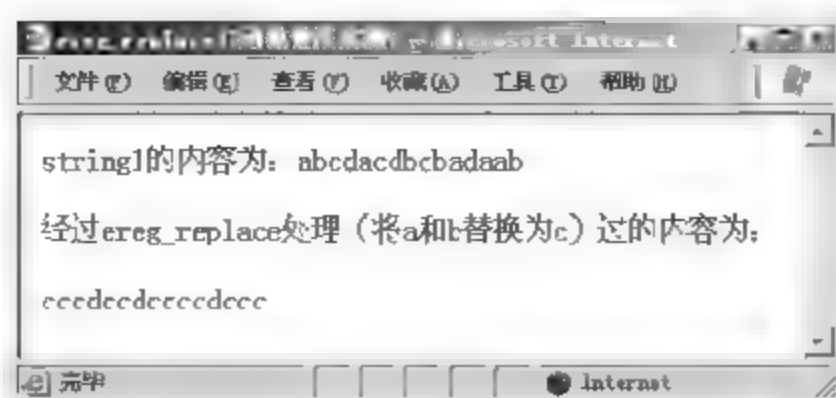 ereg_replace Microsoft Internet
文件(F) 编辑(E) 查看(V) 收藏(A) 工具(T) 帮助(H)
string1的内容为：abcdacdbcbadaab
经过ereg_replace处理（将a和b替换为c）过的内容为：
cccdccdccccdccc
完毕 Internet